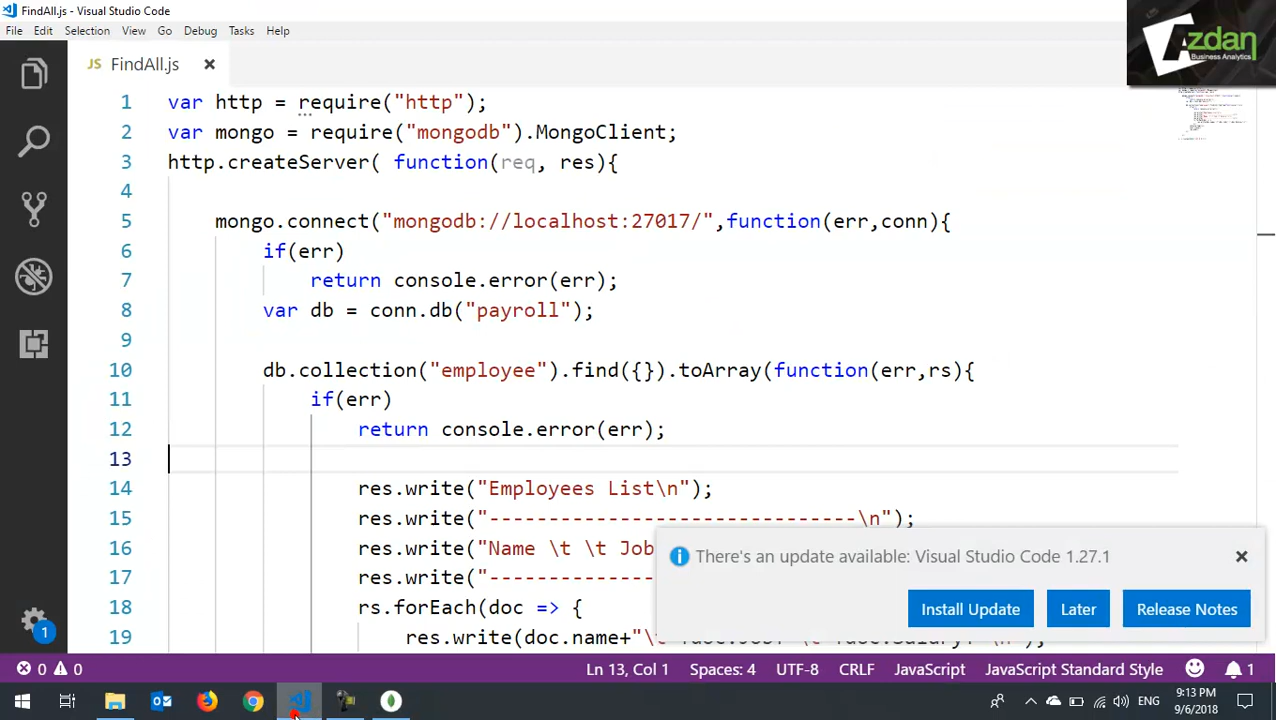 FindAll.js - Visual Studio Code
File Edit Selection View Go Debug Tasks Help
Azdan
Business Analytics
JS FindAll.js ×
1 var http = require("http");
2 var mongo = require("mongodb").MongoClient;
3 http.createServer( function(req, res){
4
5 mongo.connect("mongodb://localhost:27017/",function(err,conn){
6 if(err)
7 return console.error(err);
8 var db = conn.db("payroll");
9
10 db.collection("employee").find({}).toArray(function(err,rs){
11 if(err)
12 return console.error(err);
13
14 res.write("Employees List\n");
15 res.write("-------------------------------\n");
16 res.write("Name \t \t Job
17 res.write("--------------
18 rs.forEach(doc => {
19 res.write(doc.name+"\t
There's an update available: Visual Studio Code 1.27.1
Install Update Later Release Notes
1
0 0 Ln 13, Col 1 Spaces: 4 UTF-8 CRLF JavaScript JavaScript Standard Style 1
ENG 9:13 PM
9/6/2018